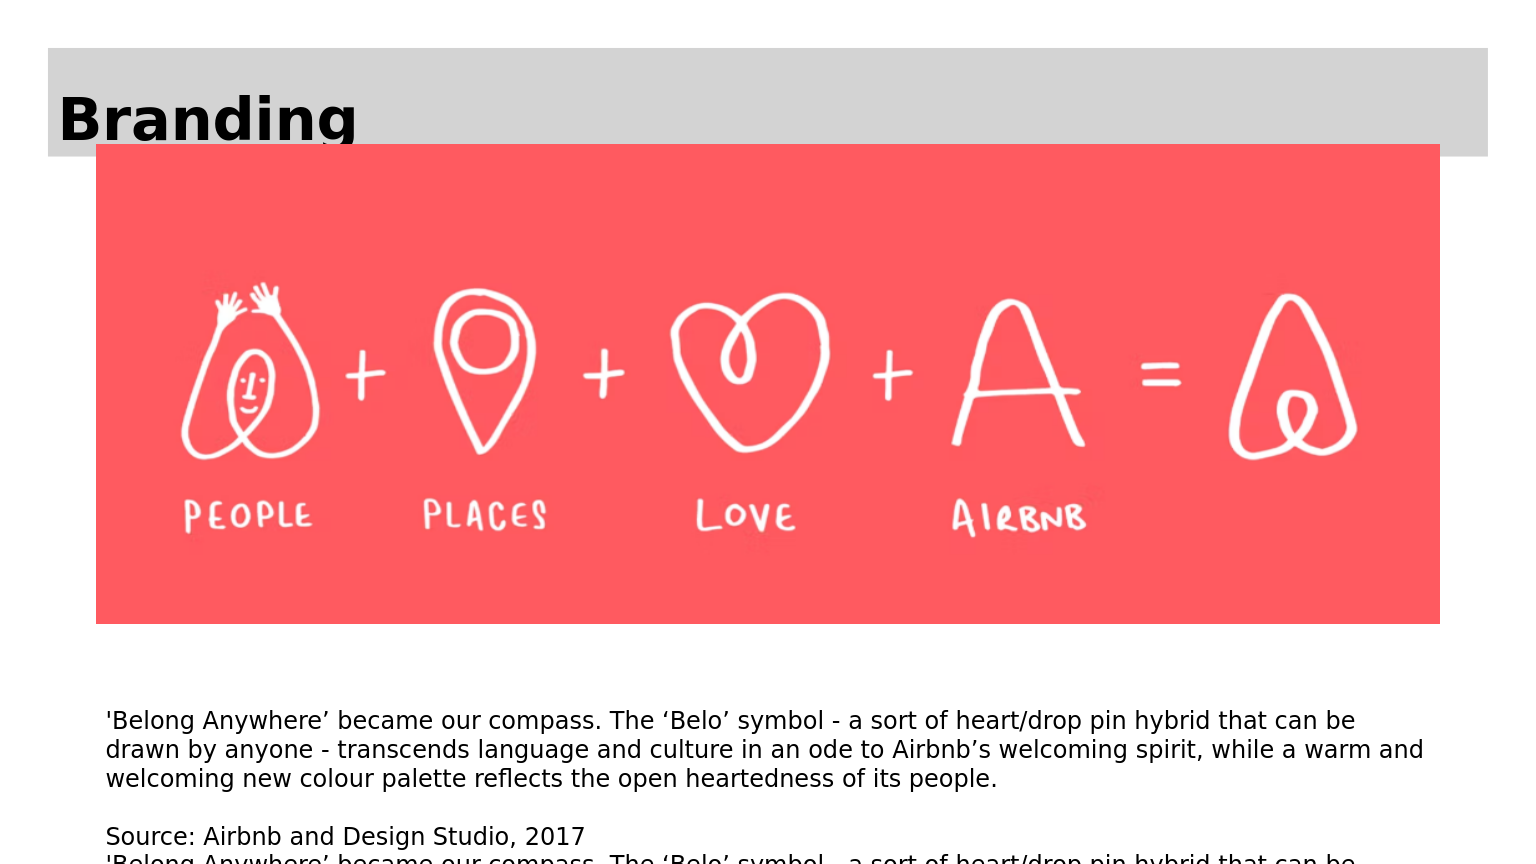 Branding
+ + + =
PEOPLE PLACES LOVE AIRBNB
'Belong Anywhere’ became our compass. The ‘Belo’ symbol - a sort of heart/drop pin hybrid that can be
drawn by anyone - transcends language and culture in an ode to Airbnb’s welcoming spirit, while a warm and
welcoming new colour palette reflects the open heartedness of its people.
Source: Airbnb and Design Studio, 2017
'Belong Anywhere’ became our compass. The ‘Belo’ symbol - a sort of heart/drop pin hybrid that can be